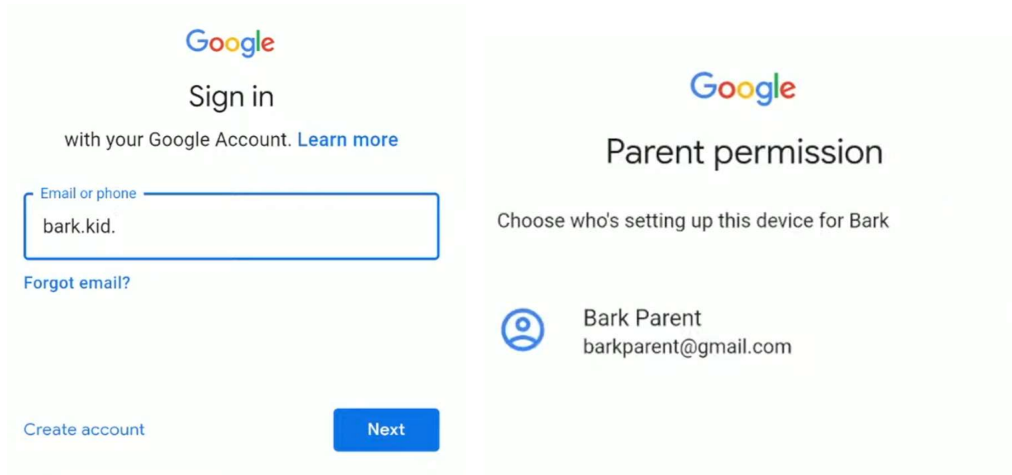 Google
Sign in
with your Google Account. Learn more
Email or phone
bark.kid.
Forgot email?
Create account
Next
Google
Parent permission
Choose who's setting up this device for Bark
Bark Parent
barkparent@gmail.com